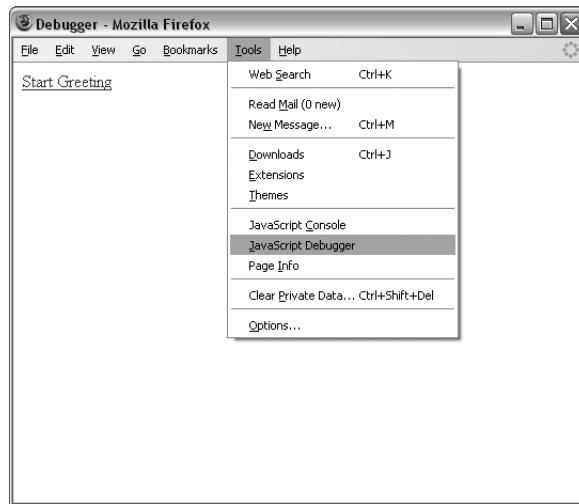 Debugger - Mozilla Firefox
File Edit View Go Bookmarks Tools Help
Start Greeting
Web Search Ctrl+K
Read Mail (0 new)
New Message... Ctrl+M
Downloads Ctrl+J
Extensions
Themes
JavaScript Console
JavaScript Debugger
Page Info
Clear Private Data... Ctrl+Shift+Del
Options...